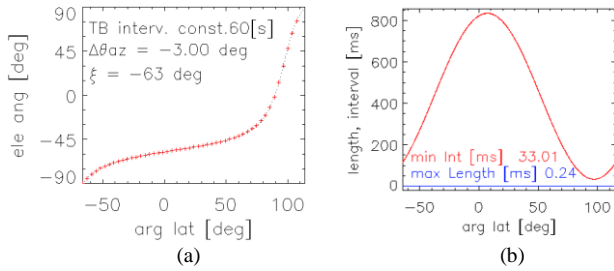 TB interv. const.60[s]
Δθaz = −3.00 deg
ξ = −63 deg
ele ang [deg]
90
45
0
−45
−90
−50 0 50 100
arg lat [deg]
(a)
length, interval [ms]
800
600
400
200
0
min Int [ms] 33.01
max Length [ms] 0.24
−50 0 50 100
arg lat [deg]
(b)